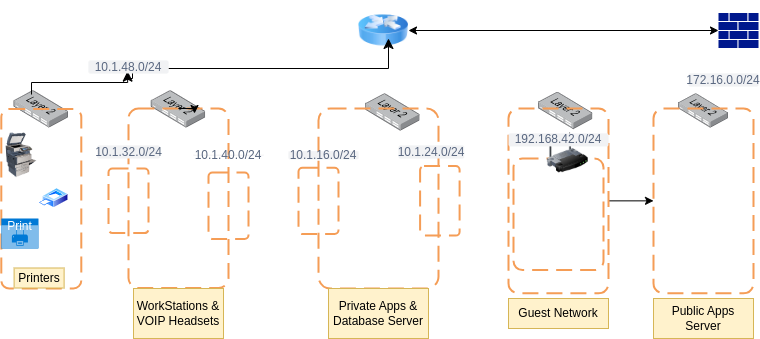 10.1.48.0/24
172.16.0.0/24
Layer 2
Layer 2
Layer 2
Layer 2
Layer 2
192.168.42.0/24
10.1.32.0/24
10.1.40.0/24
10.1.16.0/24
10.1.24.0/24
Print
Printers
WorkStations &
VOIP Headsets
Private Apps &
Database Server
Guest Network
Public Apps
Server